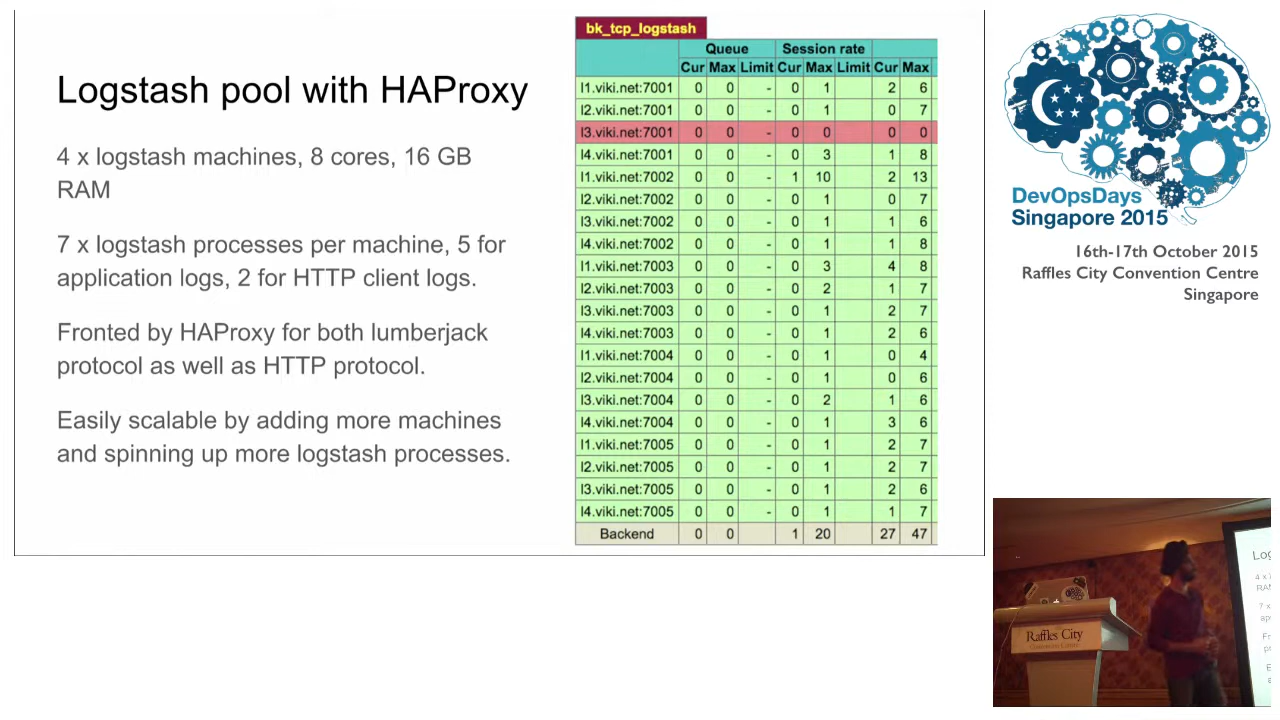 Logstash pool with HAProxy
4 x logstash machines, 8 cores, 16 GB
RAM
7 x logstash processes per machine, 5 for
application logs, 2 for HTTP client logs.
Fronted by HAProxy for both lumberjack
protocol as well as HTTP protocol.
Easily scalable by adding more machines
and spinning up more logstash processes.
bk_tcp_logstash
Queue Session rate
Cur Max Limit Cur Max Limit Cur Max
l1.viki.net:7001 0 0 - 0 1 2 6
l2.viki.net:7001 0 0 - 0 1 0 7
l3.viki.net:7001 0 0 - 0 0 0 0
l4.viki.net:7001 0 0 - 0 3 1 8
l1.viki.net:7002 0 0 - 1 10 2 13
l2.viki.net:7002 0 0 - 0 1 0 7
l3.viki.net:7002 0 0 - 0 1 1 6
l4.viki.net:7002 0 0 - 0 1 1 8
l1.viki.net:7003 0 0 - 0 3 4 8
l2.viki.net:7003 0 0 - 0 2 1 7
l3.viki.net:7003 0 0 - 0 1 2 7
l4.viki.net:7003 0 0 - 0 1 2 6
l1.viki.net:7004 0 0 - 0 1 0 4
l2.viki.net:7004 0 0 - 0 1 0 6
l3.viki.net:7004 0 0 - 0 2 1 6
l4.viki.net:7004 0 0 - 0 1 3 6
l1.viki.net:7005 0 0 - 0 1 2 7
l2.viki.net:7005 0 0 - 0 1 2 7
l3.viki.net:7005 0 0 - 0 1 2 6
l4.viki.net:7005 0 0 - 0 1 1 7
Backend 0 0 1 20 27 47
DevOpsDays
Singapore 2015
16th-17th October 2015
Raffles City Convention Centre
Singapore
Raffles City
Convention Centre